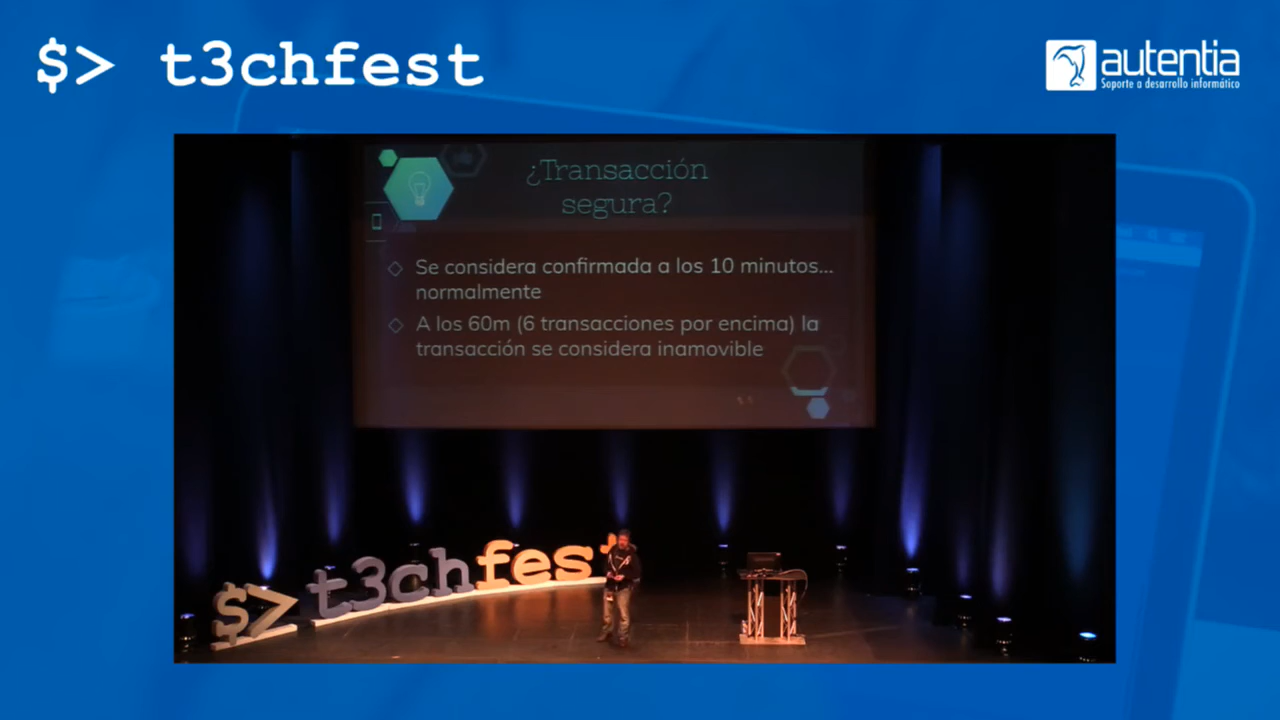 $> t3chfest
autentia
Soporte a desarrollo informático
¿Transacción
segura?
Se considera confirmada a los 10 minutos...
normalmente
A los 60m (6 transacciones por encima) la
transacción se considera inamovible
$> t3chfest